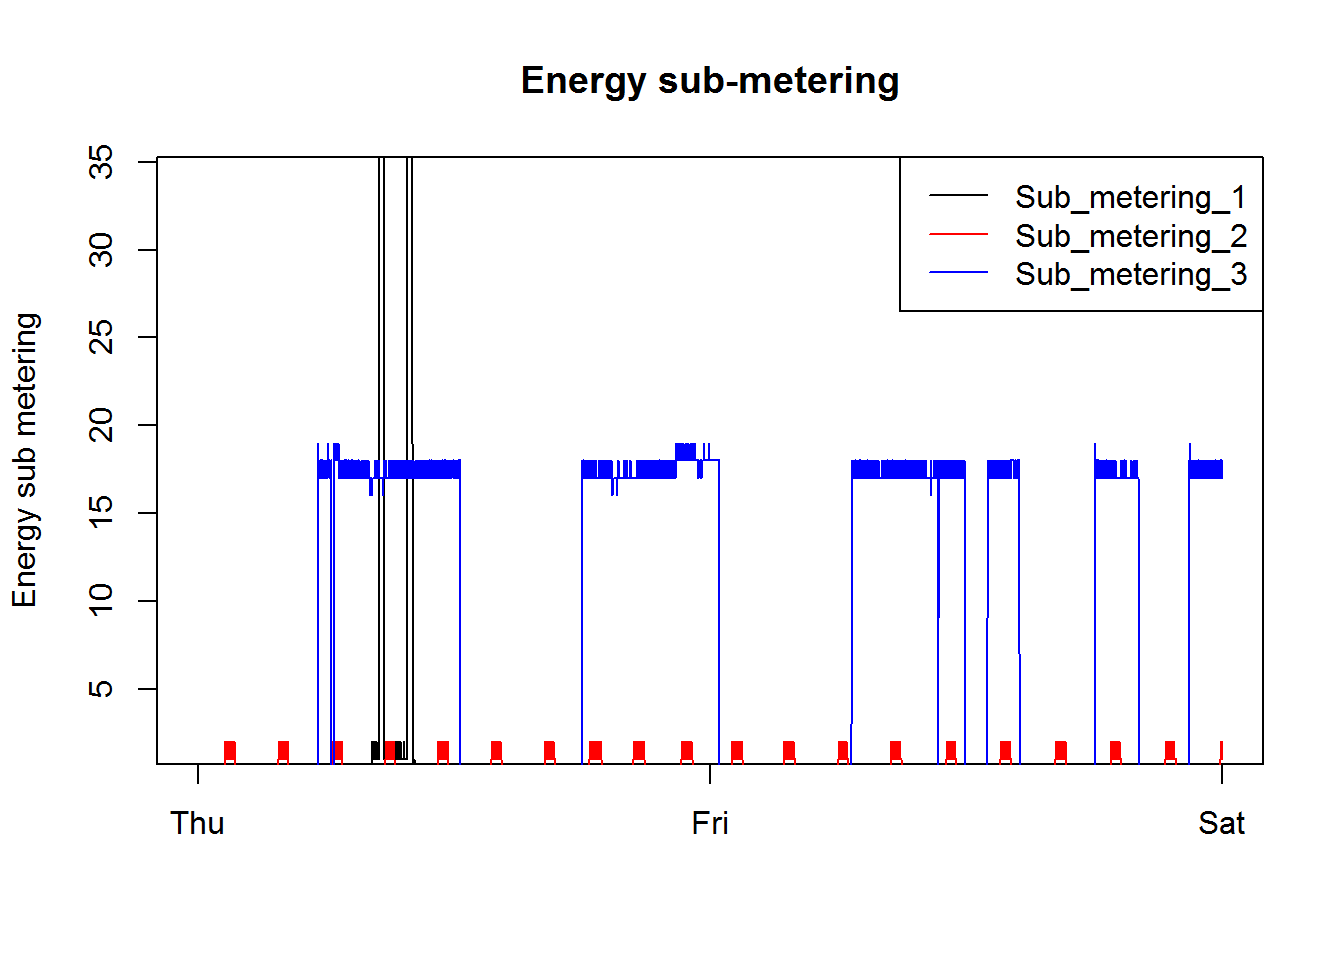 Energy sub-metering
Energy sub metering
35
30
25
20
15
10
5
Sub_metering_1
Sub_metering_2
Sub_metering_3
Thu
Fri
Sat